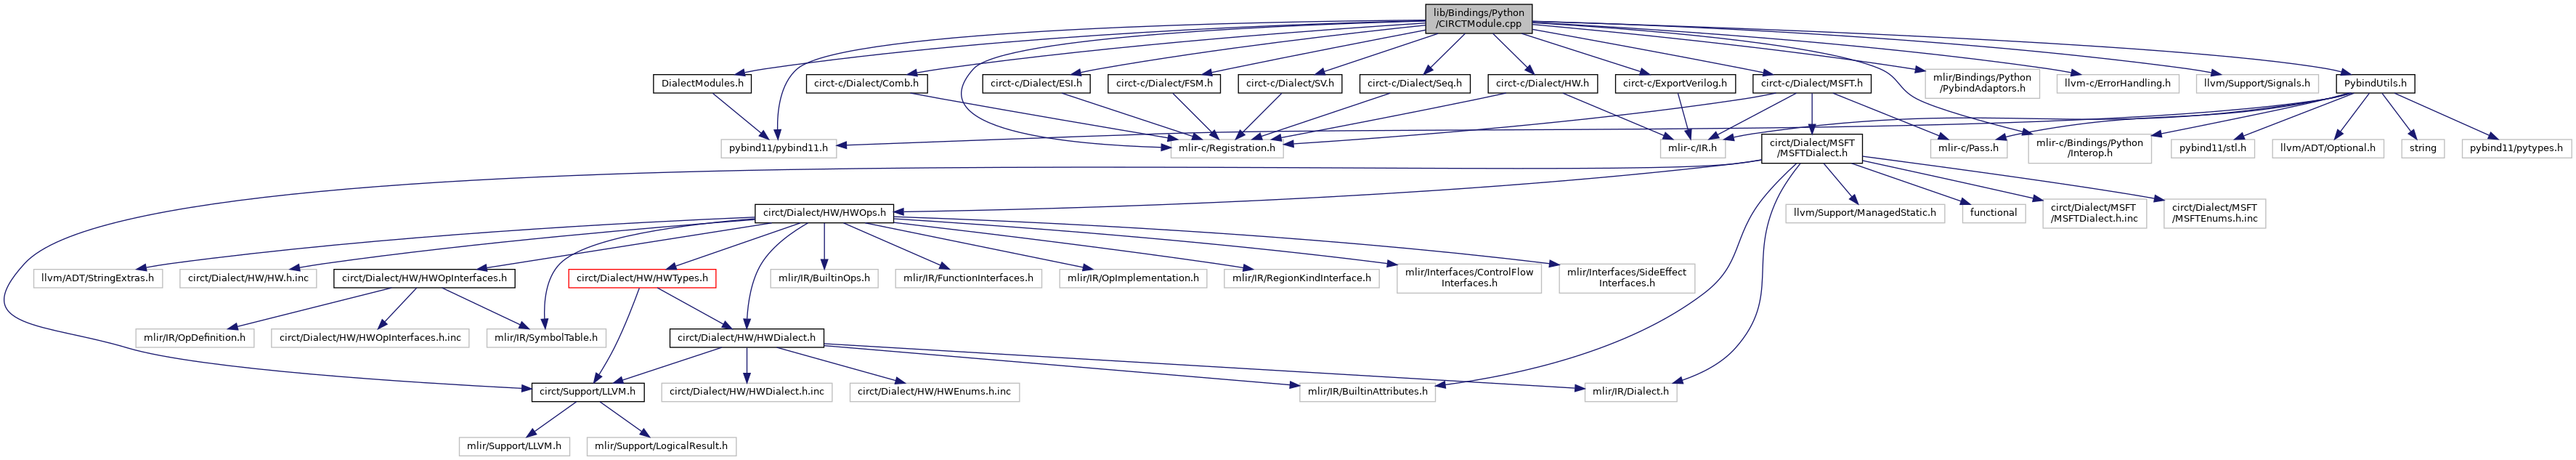 lib/Bindings/Python
/CIRCTModule.cpp
DialectModules.h
circt-c/Dialect/Comb.h
circt-c/Dialect/ESI.h
circt-c/Dialect/FSM.h
circt-c/Dialect/SV.h
circt-c/Dialect/Seq.h
circt-c/Dialect/HW.h
circt-c/ExportVerilog.h
circt-c/Dialect/MSFT.h
mlir/Bindings/Python
/PybindAdaptors.h
llvm-c/ErrorHandling.h
llvm/Support/Signals.h
PybindUtils.h
pybind11/pybind11.h
mlir-c/Registration.h
mlir-c/IR.h
circt/Dialect/MSFT
/MSFTDialect.h
mlir-c/Pass.h
mlir-c/Bindings/Python
/Interop.h
pybind11/stl.h
llvm/ADT/Optional.h
string
pybind11/pytypes.h
circt/Dialect/HW/HWOps.h
llvm/Support/ManagedStatic.h
functional
circt/Dialect/MSFT
/MSFTDialect.h.inc
circt/Dialect/MSFT
/MSFTEnums.h.inc
llvm/ADT/StringExtras.h
circt/Dialect/HW/HW.h.inc
circt/Dialect/HW/HWOpInterfaces.h
circt/Dialect/HW/HWTypes.h
mlir/IR/BuiltinOps.h
mlir/IR/FunctionInterfaces.h
mlir/IR/OpImplementation.h
mlir/IR/RegionKindInterface.h
mlir/Interfaces/ControlFlow
Interfaces.h
mlir/Interfaces/SideEffect
Interfaces.h
mlir/IR/OpDefinition.h
circt/Dialect/HW/HWOpInterfaces.h.inc
mlir/IR/SymbolTable.h
circt/Dialect/HW/HWDialect.h
circt/Support/LLVM.h
circt/Dialect/HW/HWDialect.h.inc
circt/Dialect/HW/HWEnums.h.inc
mlir/IR/BuiltinAttributes.h
mlir/IR/Dialect.h
mlir/Support/LLVM.h
mlir/Support/LogicalResult.h